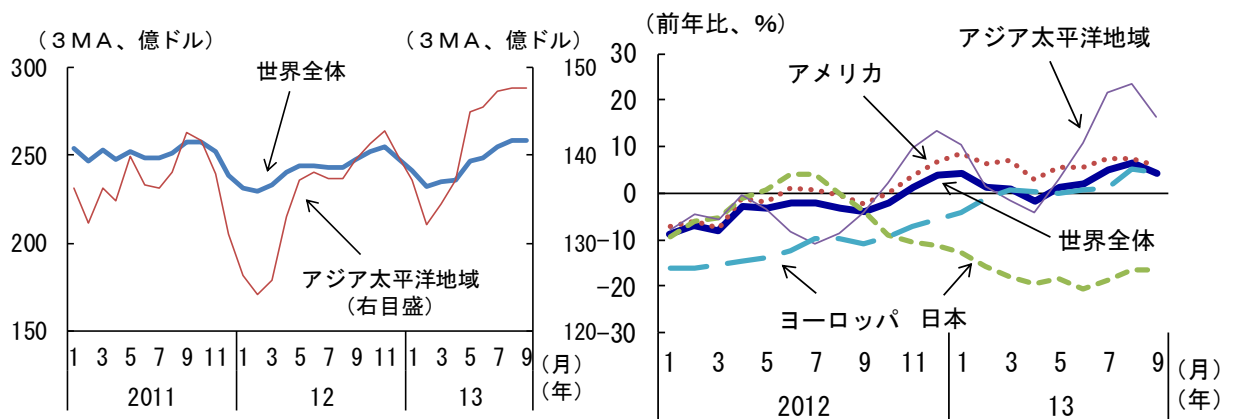 （３ＭＡ、億ドル）
（３ＭＡ、億ドル）
300
250
200
150
150
140
130
120
世界全体
アジア太平洋地域
（右目盛）
1 3 5 7 9 11 1 3 5 7 9 11 1 3 5 7 9
（月）
2011 12 13
（年）
（前年比、%）
30
20
10
0
−10
−20
−30
アジア太平洋地域
アメリカ
世界全体
ヨーロッパ
日本
1 3 5 7 9 11 1 3 5 7 9
（月）
2012 13
（年）